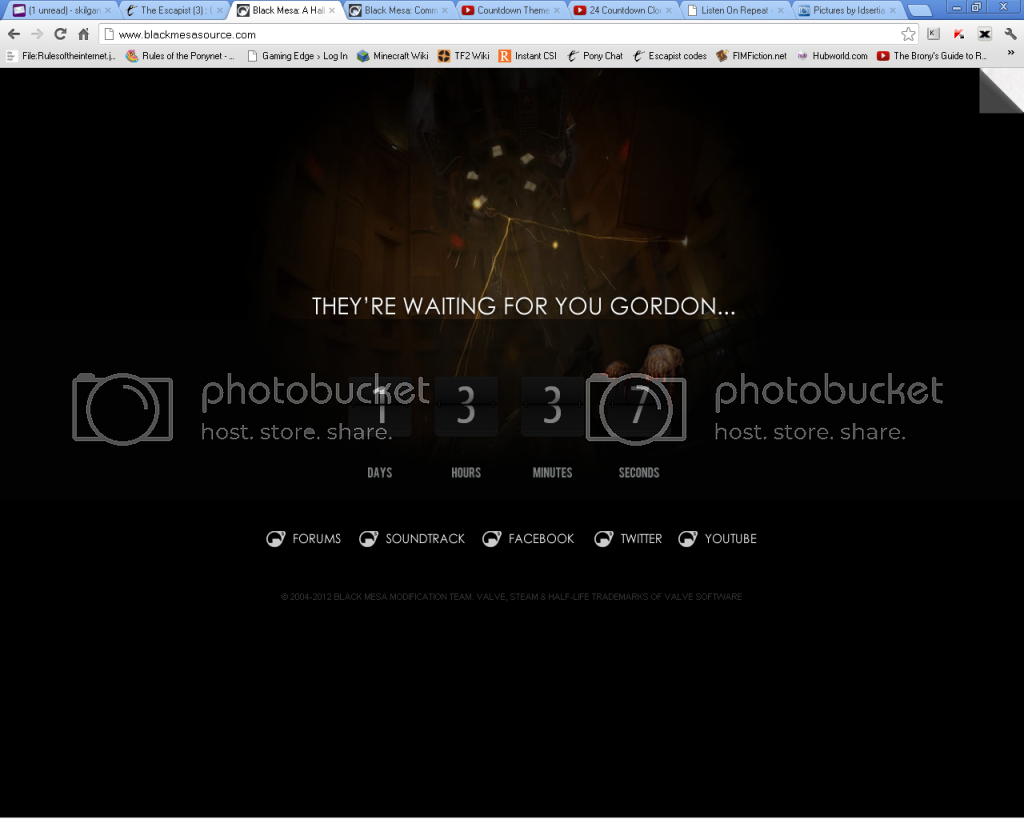 (1 unread) - skilgar
The Escapist (3) : (
Black Mesa: A Hal
Black Mesa: Comm
Countdown Theme
24 Countdown Clo
Listen On Repeat -
Pictures by Idsertia
www.blackmesasource.com
File:Rulesoftheinternet.j...
Rules of the Ponynet - ...
Gaming Edge › Log In
Minecraft Wiki
TF2 Wiki
Instant CSI
Pony Chat
Escapist codes
FIMFiction.net
Hubworld.com
The Brony's Guide to R...
THEY'RE WAITING FOR YOU GORDON...
photobucket
host. store. share.
photobucket
host. store. share.
1 3 3 7
DAYS HOURS MINUTES SECONDS
FORUMS SOUNDTRACK FACEBOOK TWITTER YOUTUBE
© 2004-2012 BLACK MESA MODIFICATION TEAM. VALVE, STEAM & HALF-LIFE TRADEMARKS OF VALVE SOFTWARE